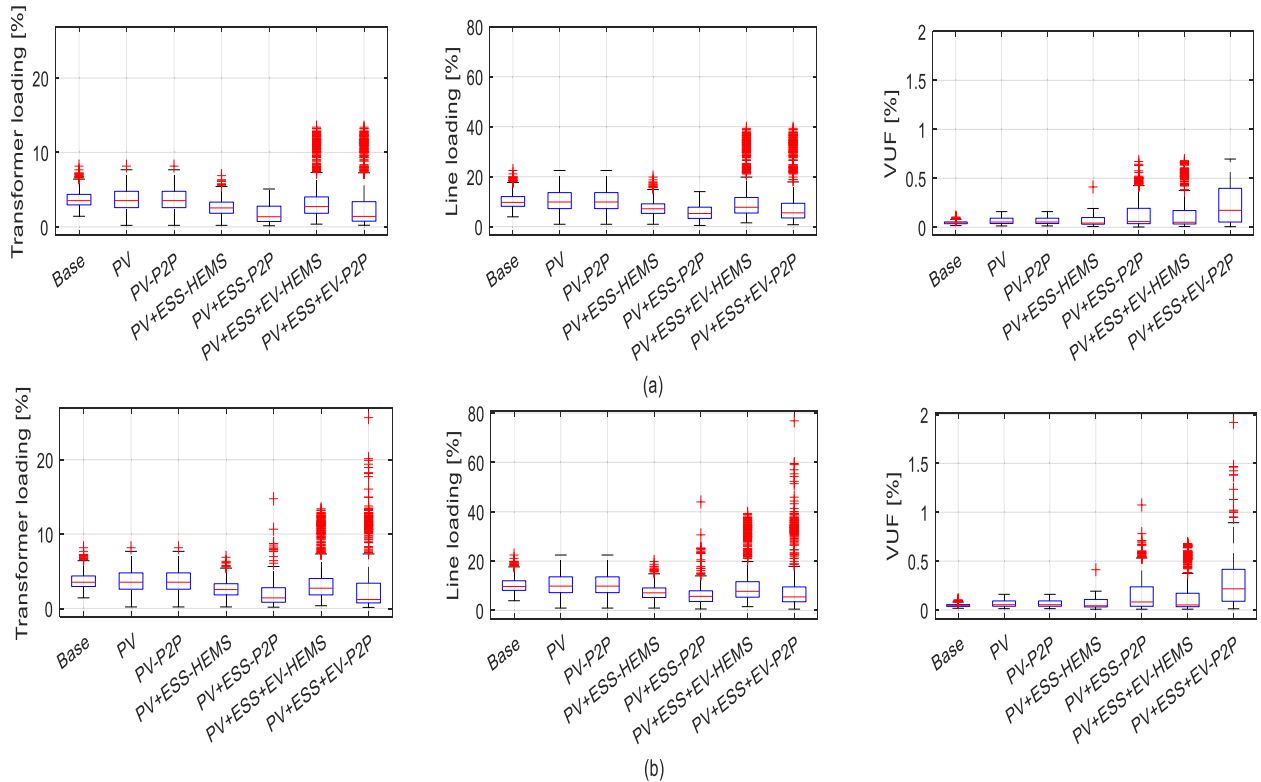 Transformer loading [%]
20
10
0
Base
PV
PV-P2P
PV+ESS-HEMS
PV+ESS-P2P
PV+ESS+EV-HEMS
PV+ESS+EV-P2P
Line loading [%]
80
60
40
20
0
Base
PV
PV-P2P
PV+ESS-HEMS
PV+ESS-P2P
PV+ESS+EV-HEMS
PV+ESS+EV-P2P
VUF [%]
2
1.5
1
0.5
0
Base
PV
PV-P2P
PV+ESS-HEMS
PV+ESS-P2P
PV+ESS+EV-HEMS
PV+ESS+EV-P2P
(a)
Transformer loading [%]
20
10
0
Base
PV
PV-P2P
PV+ESS-HEMS
PV+ESS-P2P
PV+ESS+EV-HEMS
PV+ESS+EV-P2P
Line loading [%]
80
60
40
20
0
Base
PV
PV-P2P
PV+ESS-HEMS
PV+ESS-P2P
PV+ESS+EV-HEMS
PV+ESS+EV-P2P
VUF [%]
2
1.5
1
0.5
0
Base
PV
PV-P2P
PV+ESS-HEMS
PV+ESS-P2P
PV+ESS+EV-HEMS
PV+ESS+EV-P2P
(b)